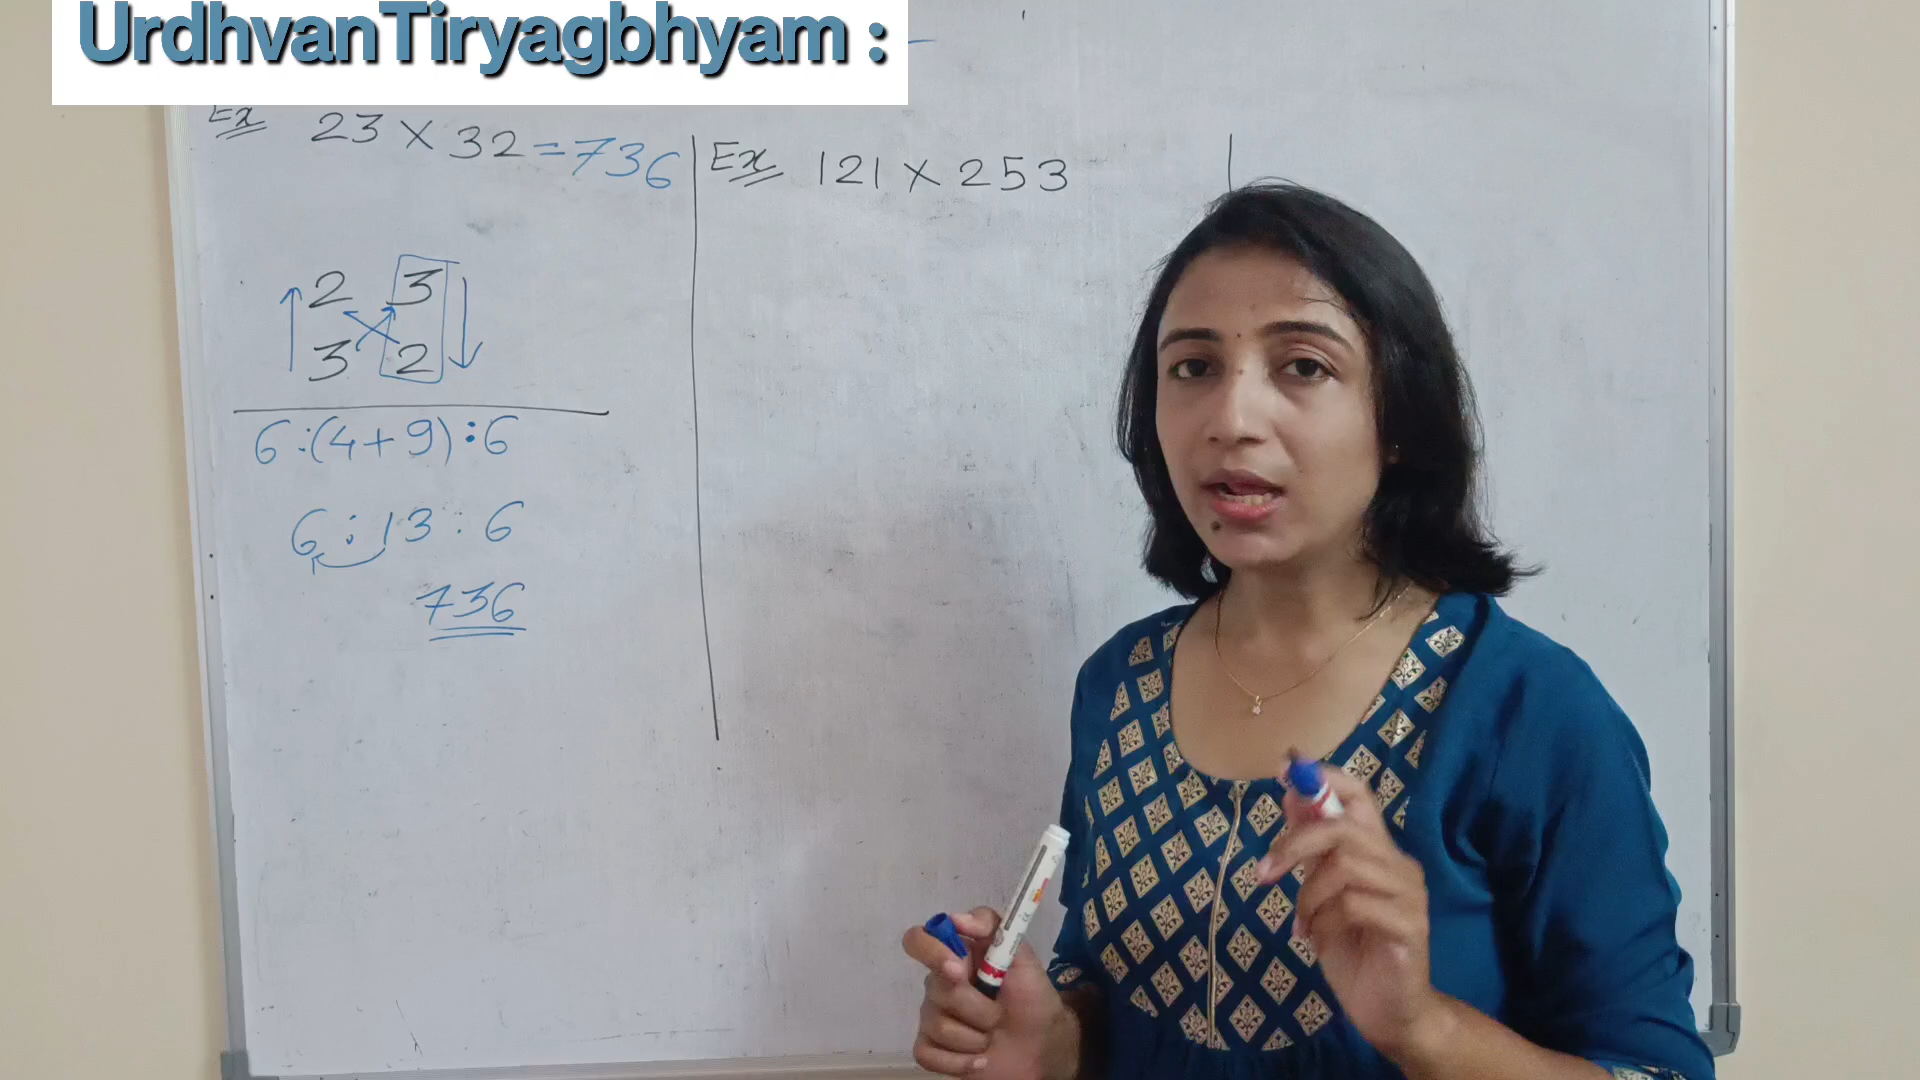 UrdhvanTiryagbhyam :
Ex 23 × 32 = 736
2 3
3 2
6 : (4 + 9) : 6
6 : 13 : 6
736
Ex 121 × 253